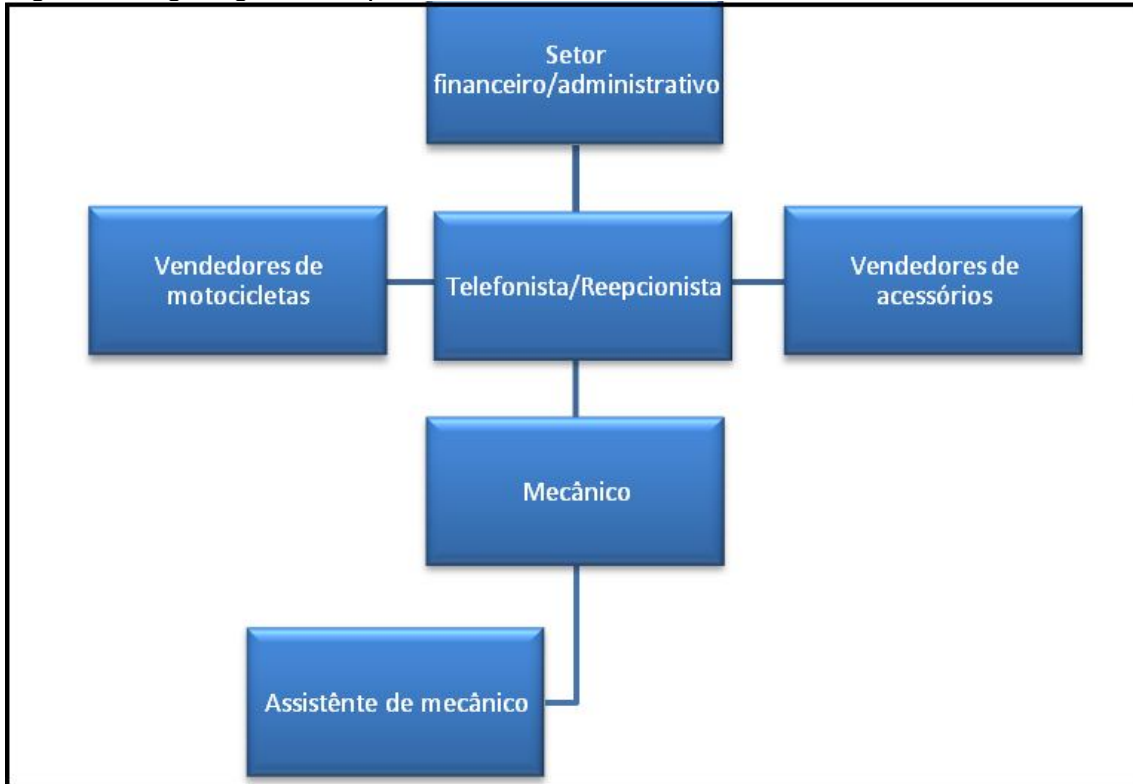 Setor
financeiro/administrativo
Vendedores de
motocicletas
Telefonista/Reepcionista
Vendedores de
acessórios
Mecânico
Assistênte de mecânico